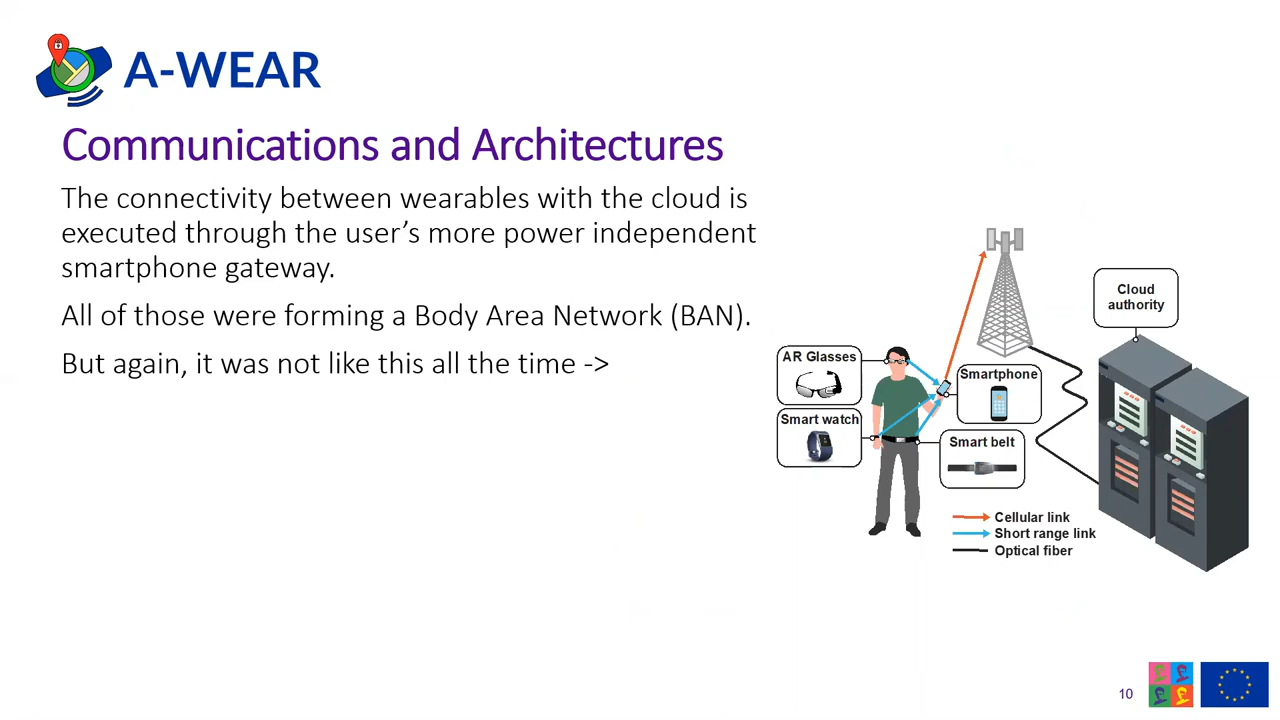 A-WEAR
Communications and Architectures
The connectivity between wearables with the cloud is
executed through the user's more power independent
smartphone gateway.
All of those were forming a Body Area Network (BAN).
But again, it was not like this all the time ->
Cloud
authority
AR Glasses
Smartphone
Smart watch
Smart belt
Cellular link
Short range link
Optical fiber
10